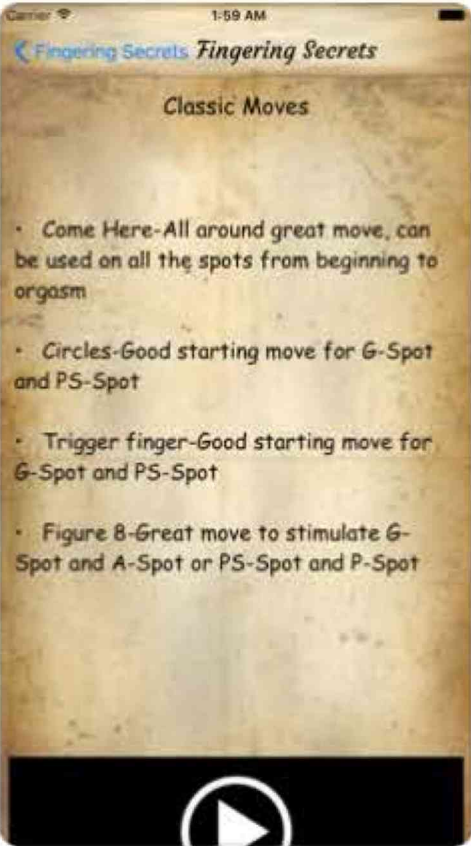 Carrier 1:59 AM
Fingering Secrets Fingering Secrets
Classic Moves
• Come Here-All around great move, can
be used on all the spots from beginning to
orgasm
• Circles-Good starting move for G-Spot
and PS-Spot
• Trigger finger-Good starting move for
G-Spot and PS-Spot
• Figure 8-Great move to stimulate G-
Spot and A-Spot or PS-Spot and P-Spot